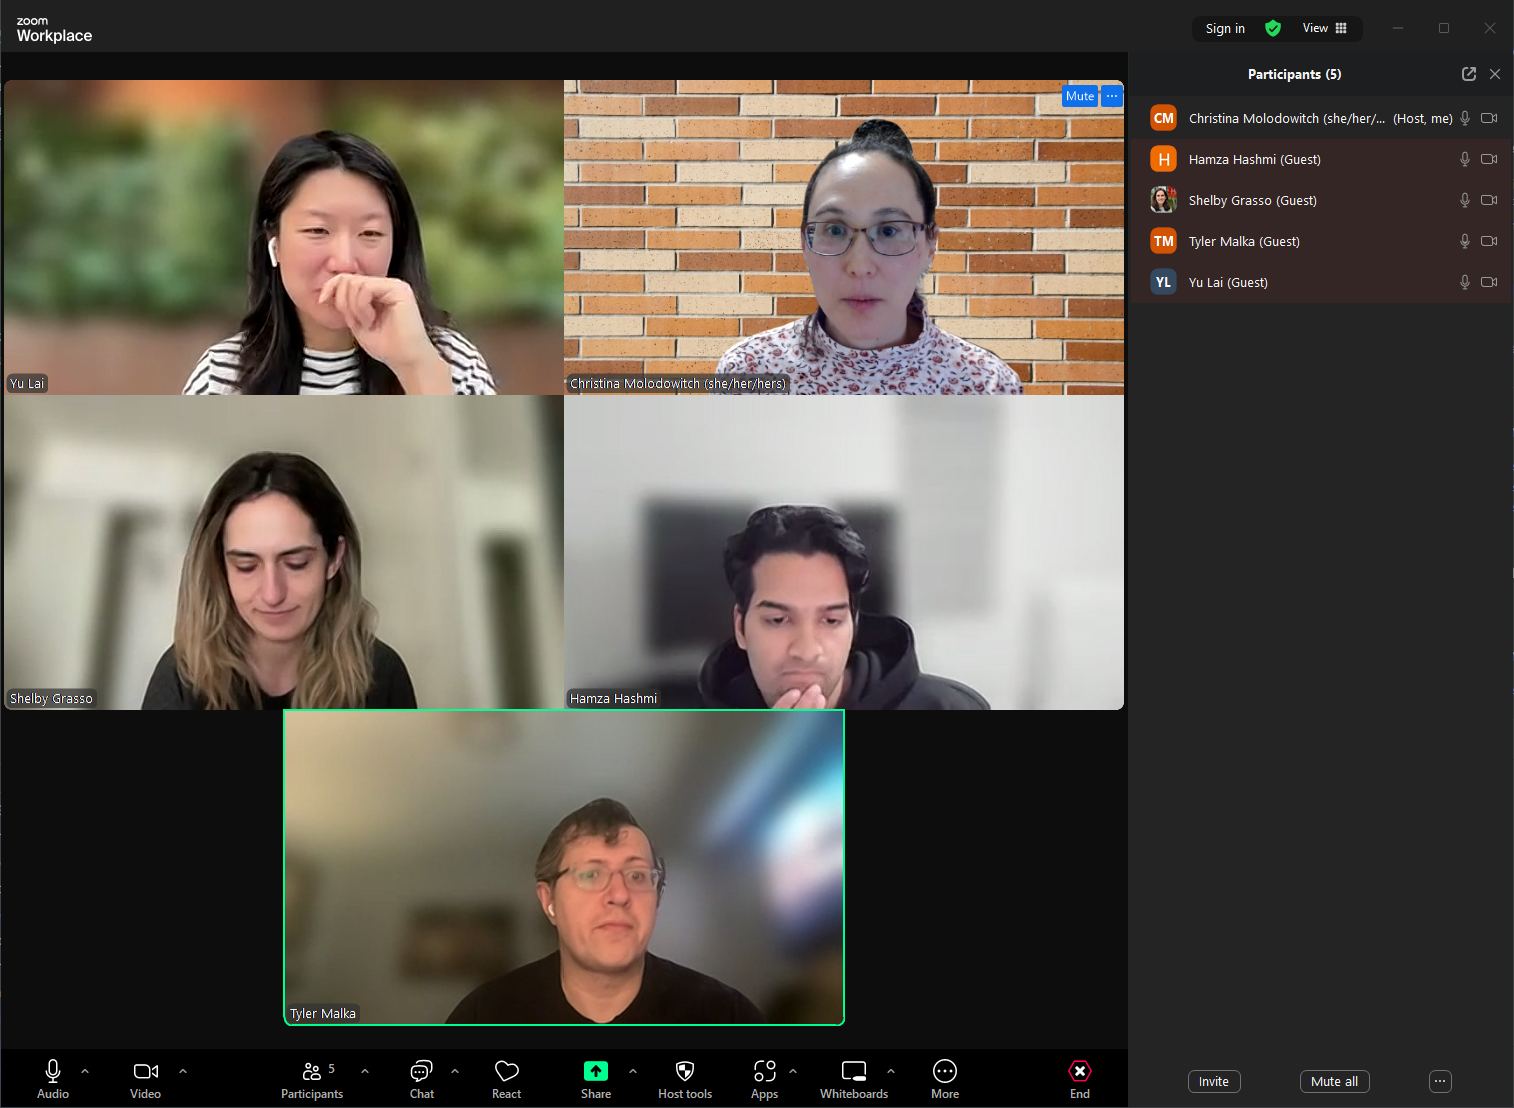 zoom
Workplace
Sign in
View
Participants (5)
Mute
Yu Lai
Christina Molodowitch (she/her/hers)
Shelby Grasso
Hamza Hashmi
Tyler Malka
CM Christina Molodowitch (she/her/... (Host, me)
H Hamza Hashmi (Guest)
Shelby Grasso (Guest)
TM Tyler Malka (Guest)
YL Yu Lai (Guest)
5
Audio
Video
Participants
Chat
React
Share
Host tools
Apps
Whiteboards
More
End
Invite
Mute all